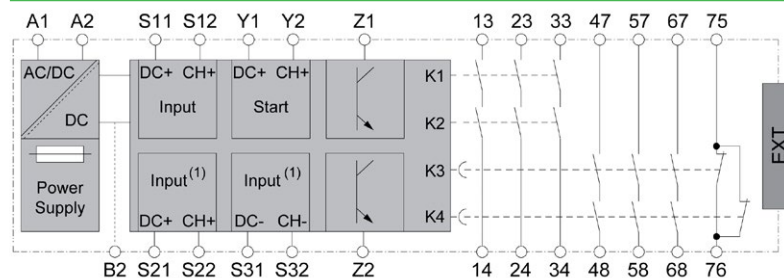 A1 A2 S11 S12 Y1 Y2 Z1 13 23 33 47 57 67 75
AC/DC DC+ CH+ DC+ CH+ K1
Input Start
DC K2
K3
Input (1) Input (1)
Power
Supply
K4
DC+ CH+ DC- CH-
EXT
B2 S21 S22 S31 S32 Z2 14 24 34 48 58 68 76